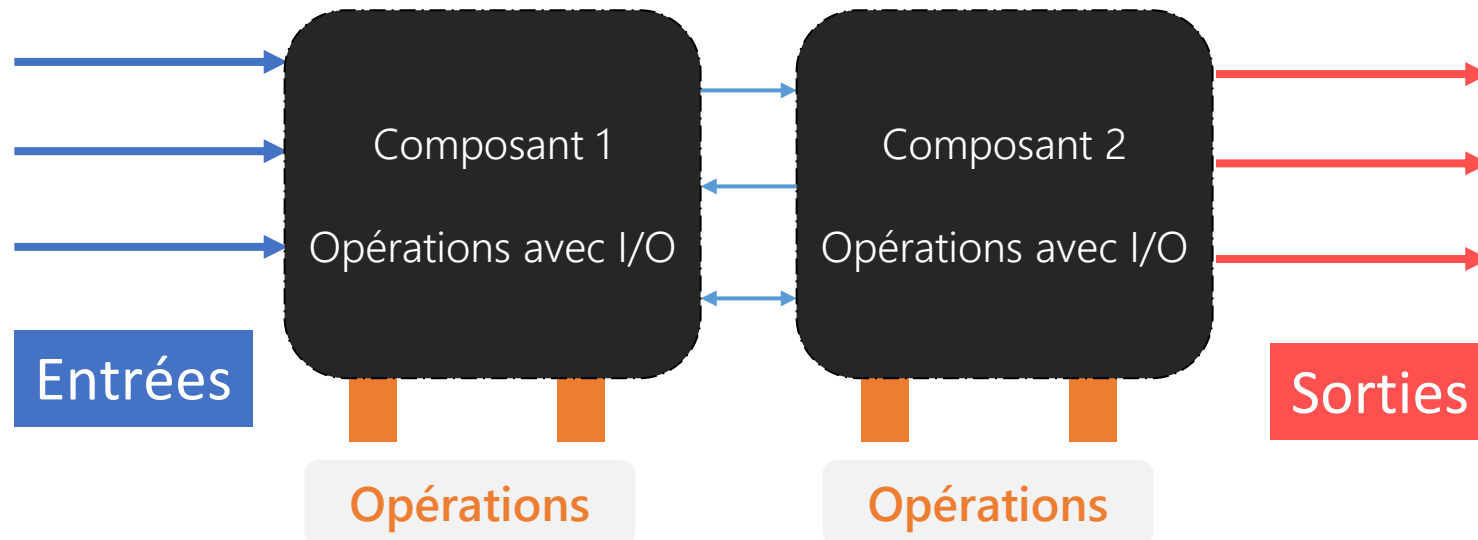 Composant 1
Opérations avec I/O
Composant 2
Opérations avec I/O
Entrées
Sorties
Opérations
Opérations